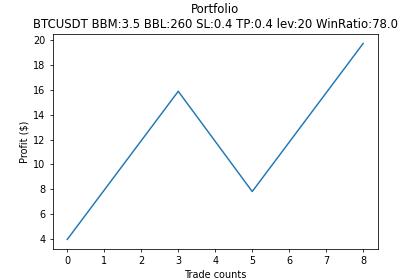 Portfolio
BTCUSDT BBM:3.5 BBL:260 SL:0.4 TP:0.4 lev:20 WinRatio:78.0
20
18
16
14
12
10
8
6
4
Profit ($)
0 1 2 3 4 5 6 7 8
Trade counts